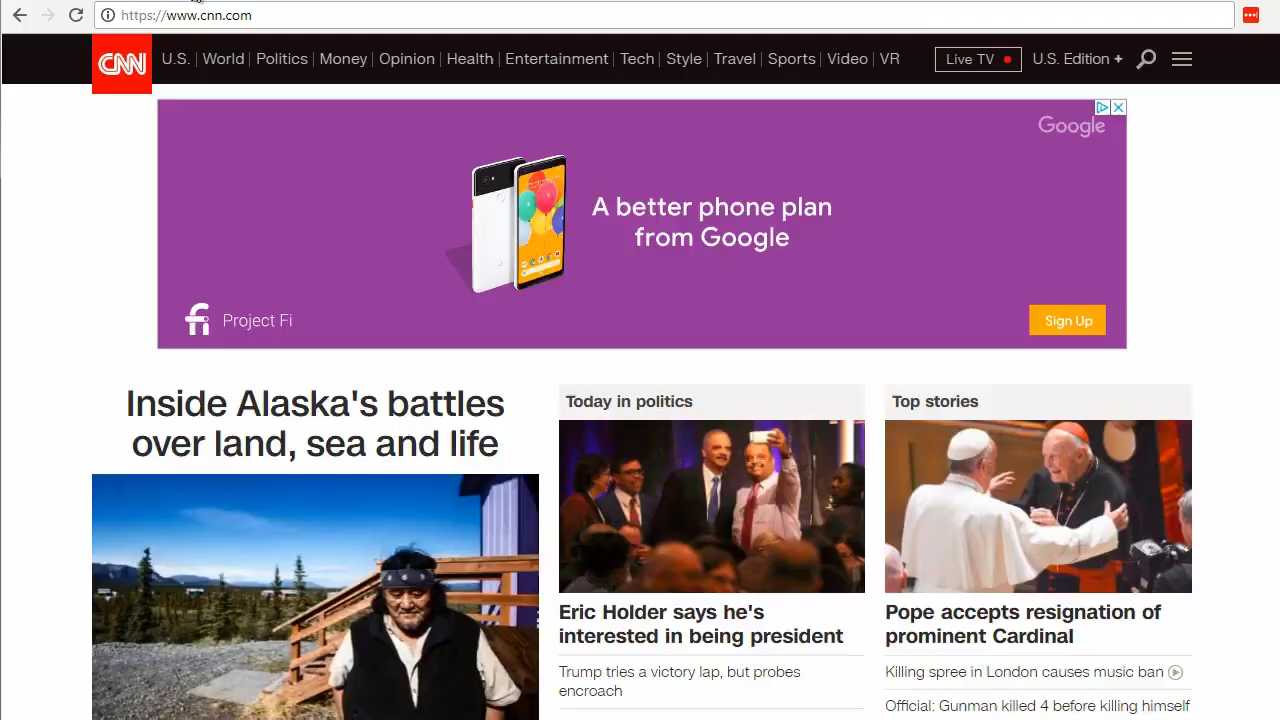 https://www.cnn.com
CNN U.S. World Politics Money Opinion Health Entertainment Tech Style Travel Sports Video VR Live TV U.S. Edition +
Google
A better phone plan
from Google
Project Fi
Sign Up
Inside Alaska's battles
over land, sea and life
Today in politics
Eric Holder says he's
interested in being president
Trump tries a victory lap, but probes
encroach
Top stories
Pope accepts resignation of
prominent Cardinal
Killing spree in London causes music ban
Official: Gunman killed 4 before killing himself